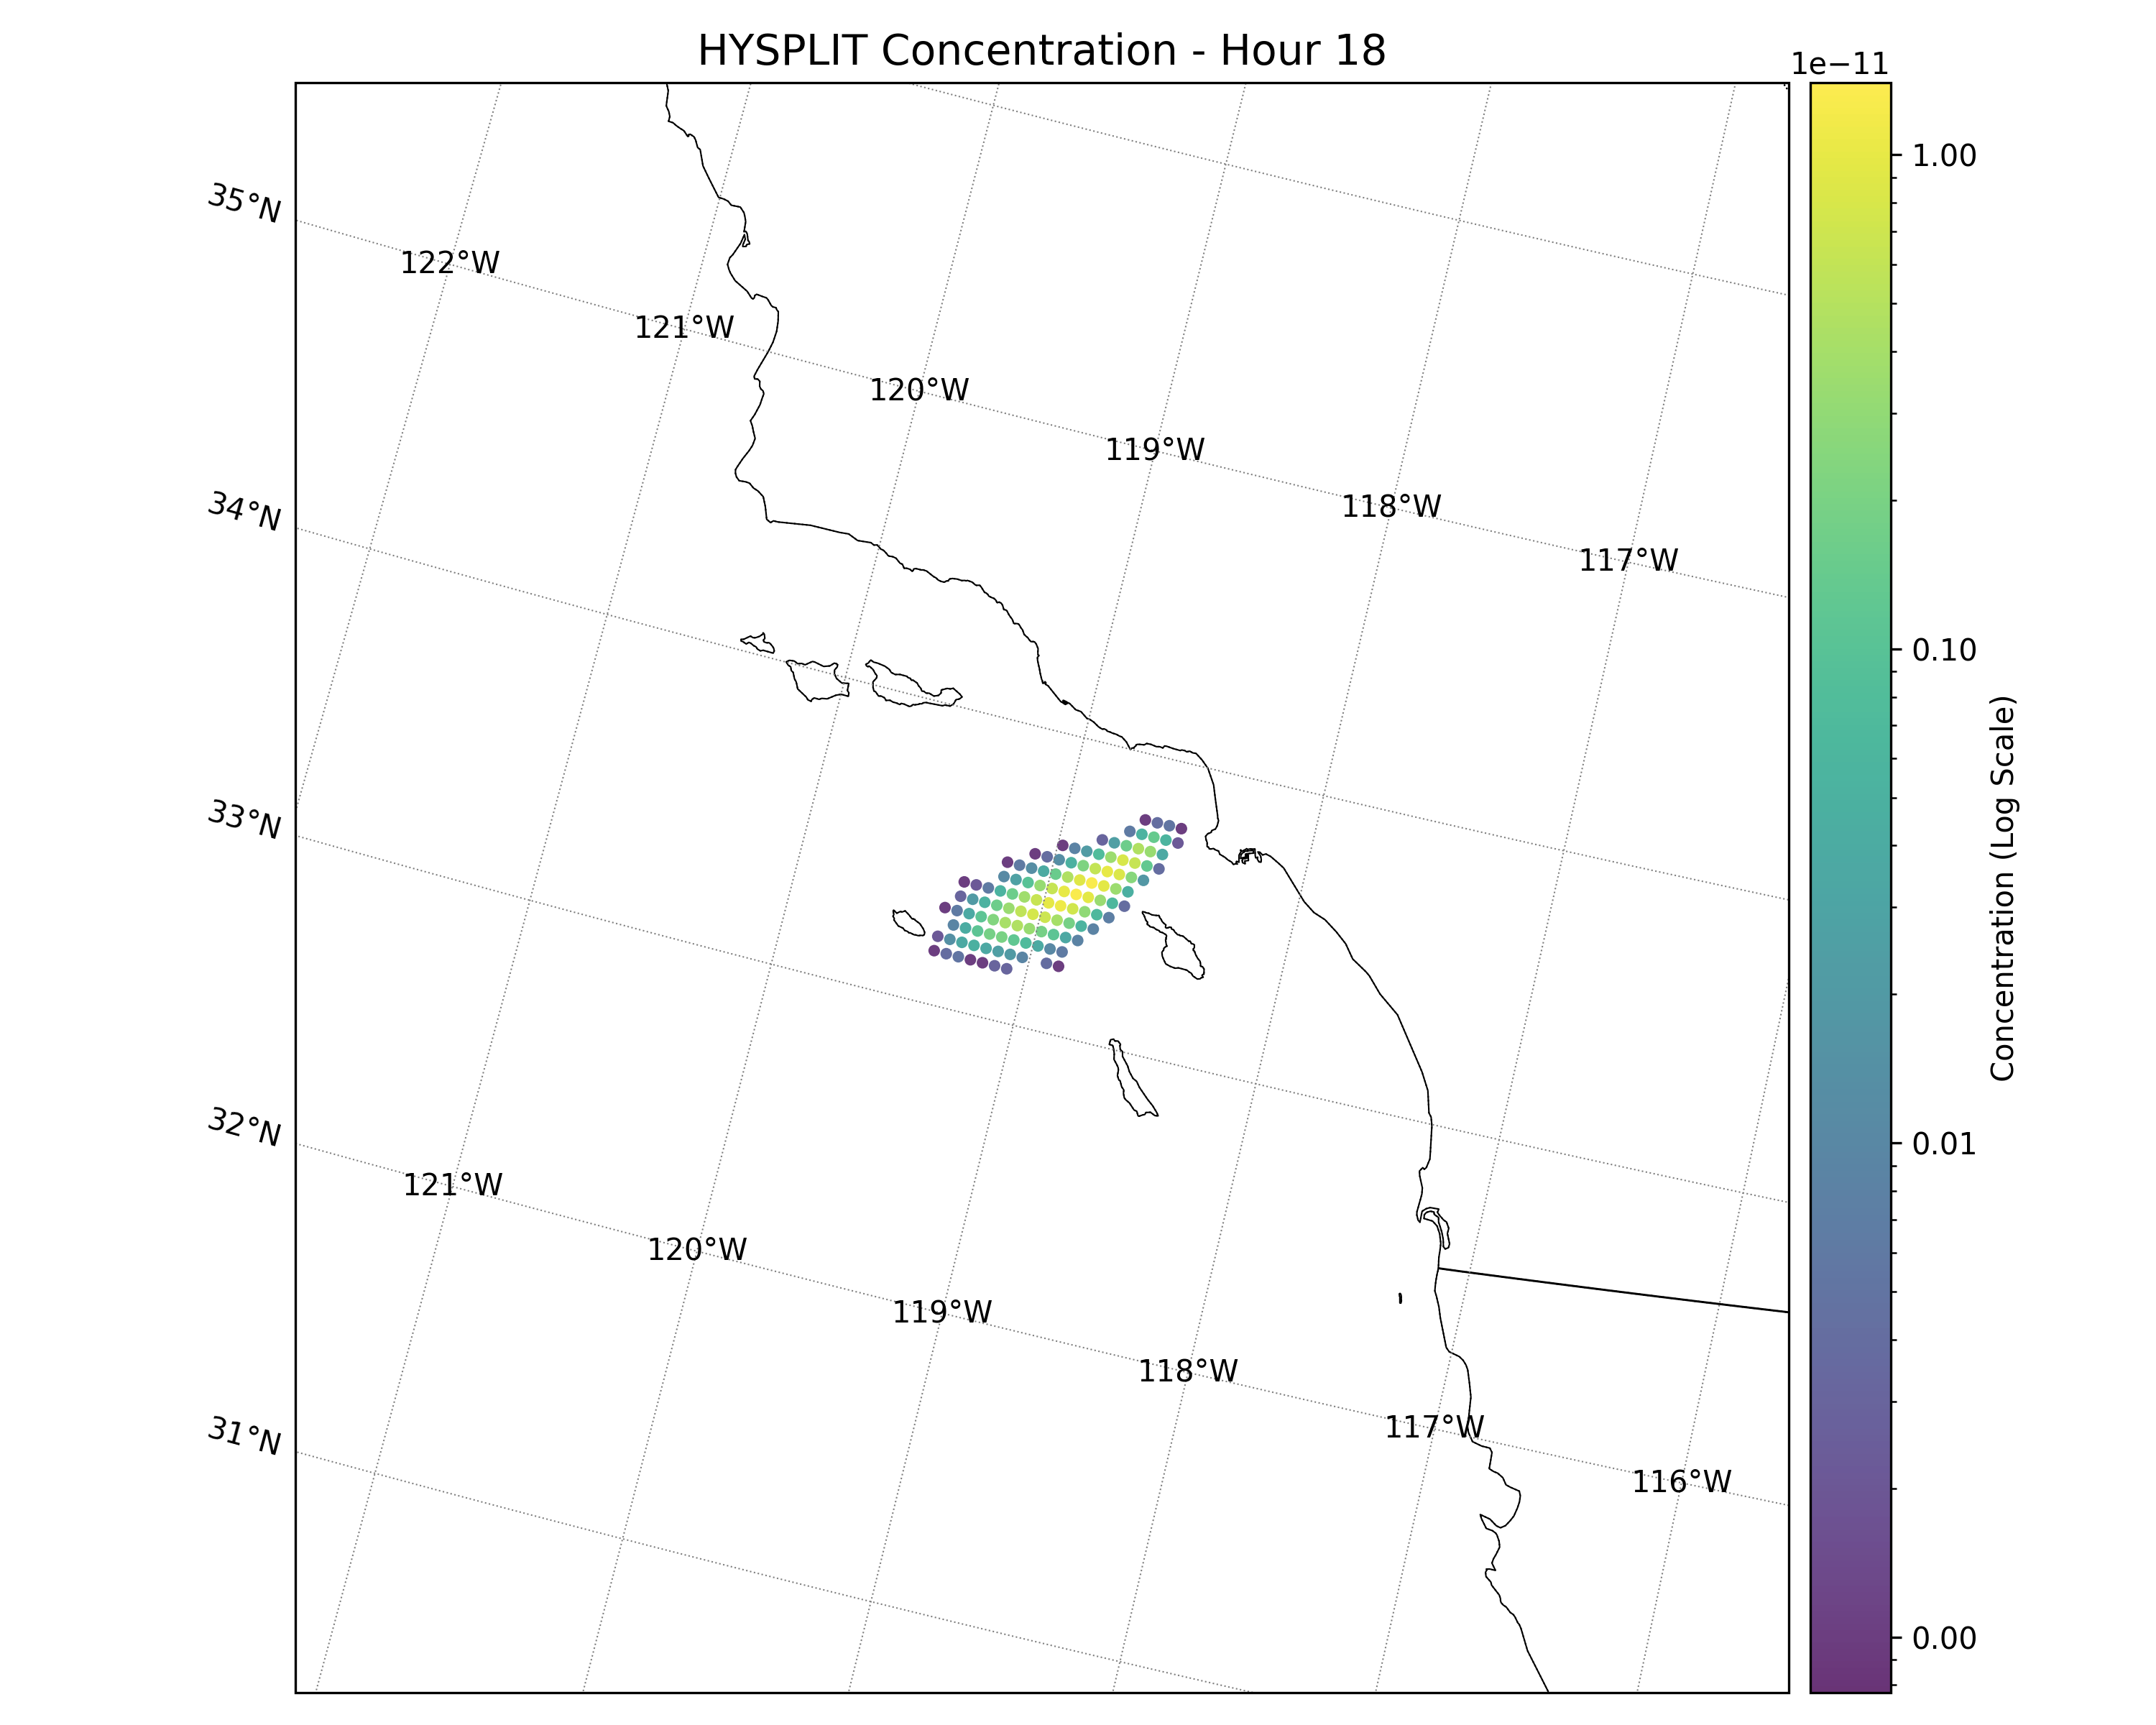 HYSPLIT Concentration - Hour 18
1e−11
35°N
122°W
121°W
120°W
119°W
118°W
117°W
34°N
33°N
32°N
121°W
120°W
119°W
118°W
117°W
116°W
31°N
1.00
0.10
0.01
0.00
Concentration (Log Scale)